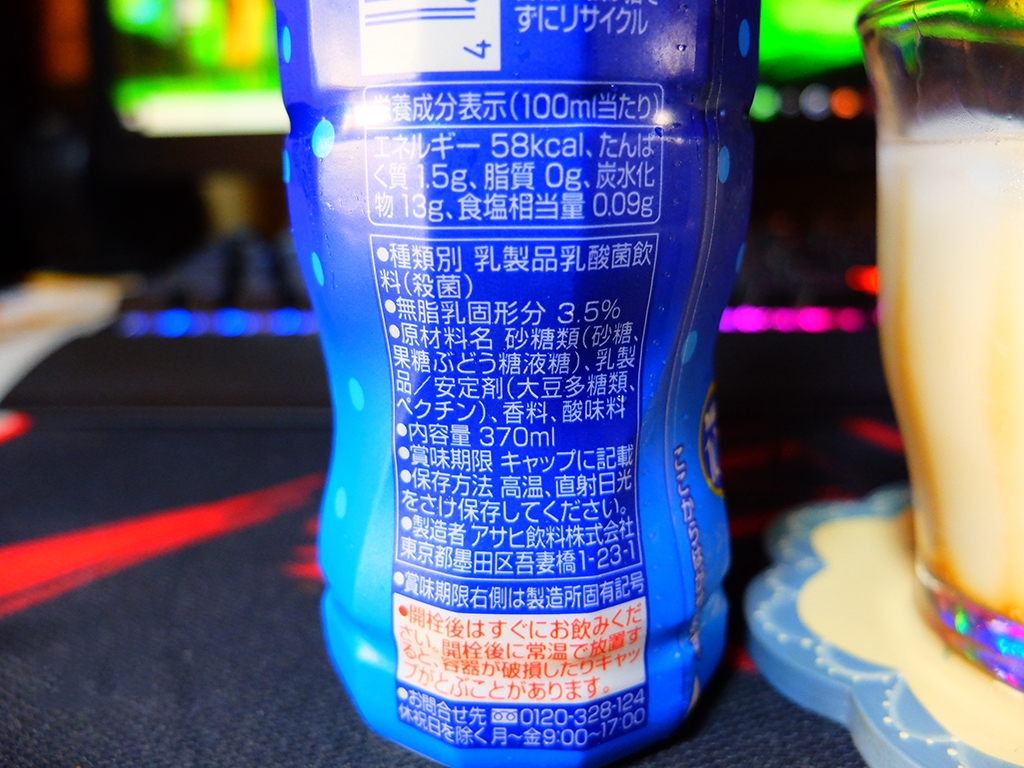 ずにリサイクル
栄養成分表示(100ml当たり)
エネルギー 58kcal、たんぱ
く質 1.5g、脂質 0g、炭水化
物 13g、食塩相当量 0.09g
●種類別 乳製品乳酸菌飲
料(殺菌)
●無脂乳固形分 3.5%
●原材料名 砂糖類(砂糖、
果糖ぶどう糖液糖)、乳製
品/安定剤(大豆多糖類、
ペクチン)、香料、酸味料
●内容量 370ml
●賞味期限 キャップに記載
●保存方法 高温、直射日光
をさけ保存してください。
●製造者 アサヒ飲料株式会社
東京都墨田区吾妻橋1-23-1
●賞味期限右側は製造所固有記号
●開栓後はすぐにお飲みくだ
さい。開栓後に常温で放置す
ると、容器が破損したりキャッ
プがとぶことがあります。
●お問合せ先 0120-328-124
休祝日を除く月〜金9:00〜17:00
ここから